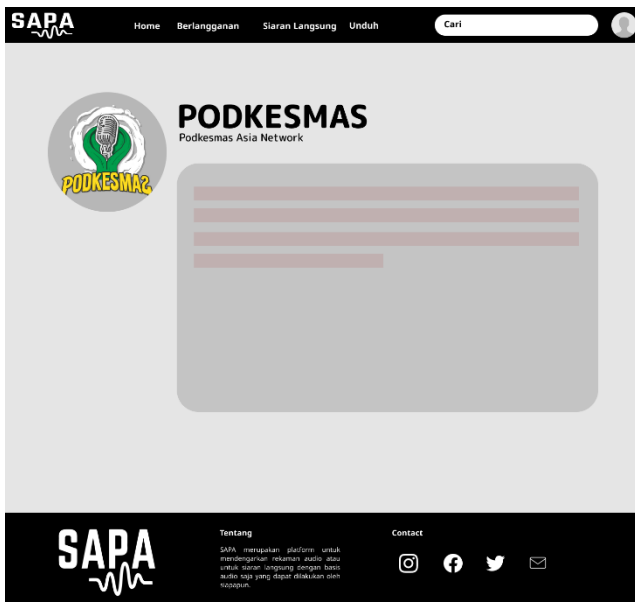 SAPA
Home Berlangganan Siaran Langsung Unduh Cari
PODKESMAS
PODKESMAS
Podkesmas Asia Network
SAPA
Tentang
SAPA merupakan platform untuk
mendengarkan rekaman audio atau
untuk siaran langsung dengan basis
audio saja yang dapat dilakukan oleh
siapapun.
Contact